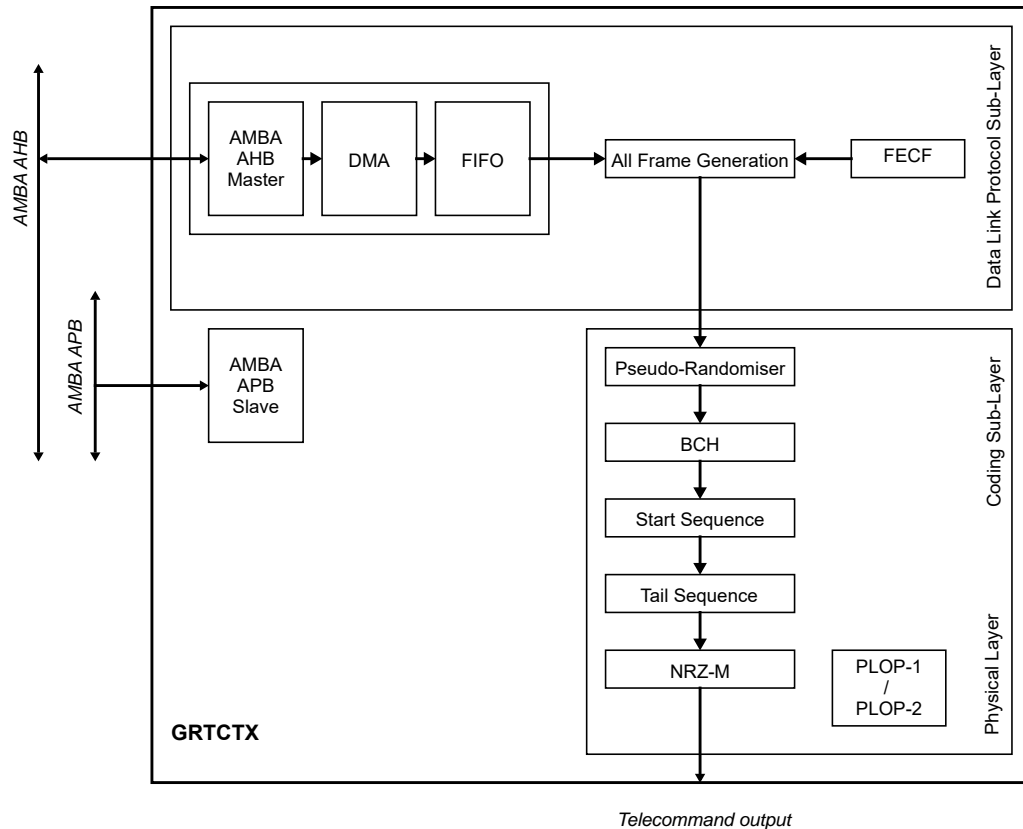 Data Link Protocol Sub-Layer
AMBA AHB
AMBA
AHB
Master
DMA
FIFO
All Frame Generation
FECF
AMBA APB
AMBA
APB
Slave
Pseudo-Randomiser
BCH
Start Sequence
Tail Sequence
NRZ-M
Coding Sub-Layer
Physical Layer
PLOP-1
/
PLOP-2
GRTCTX
Telecommand output